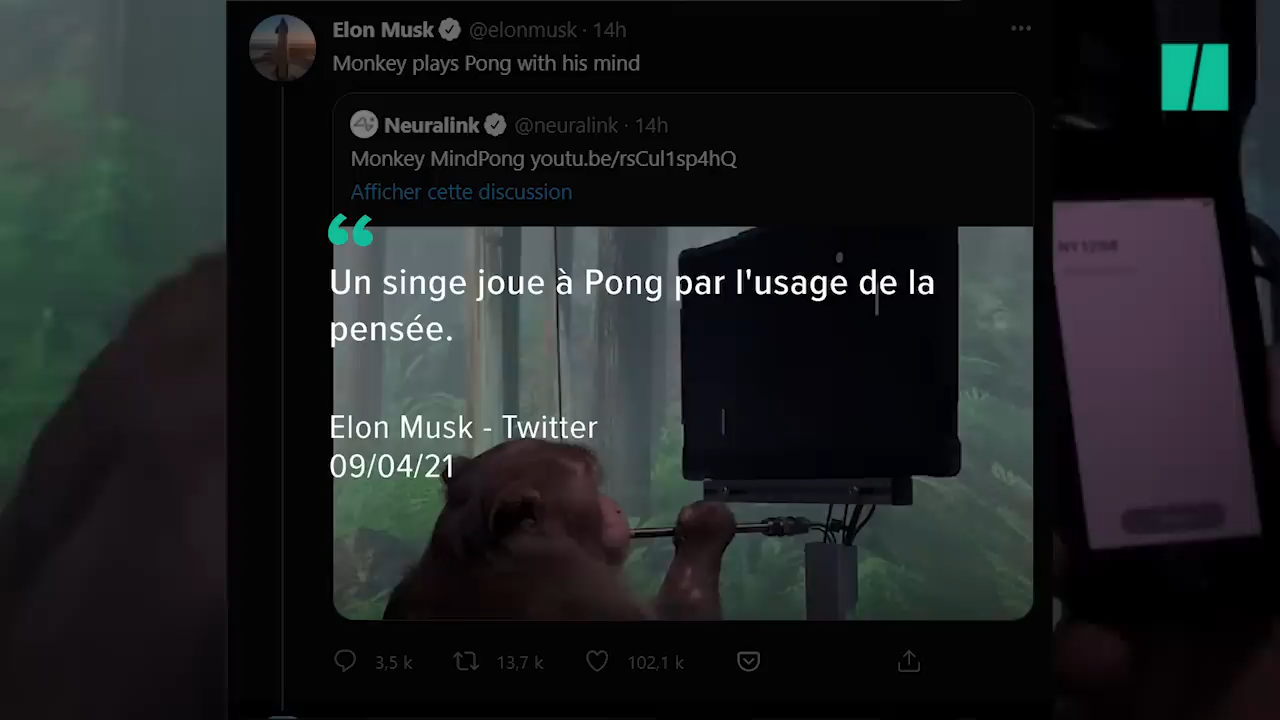 Elon Musk @elonmusk · 14h
Monkey plays Pong with his mind
Neuralink @neuralink · 14h
Monkey MindPong youtu.be/rsCul1sp4hQ
Afficher cette discussion
“
Un singe joue à Pong par l'usage de la
pensée.
Elon Musk - Twitter
09/04/21
3,5 k 13,7 k 102,1 k